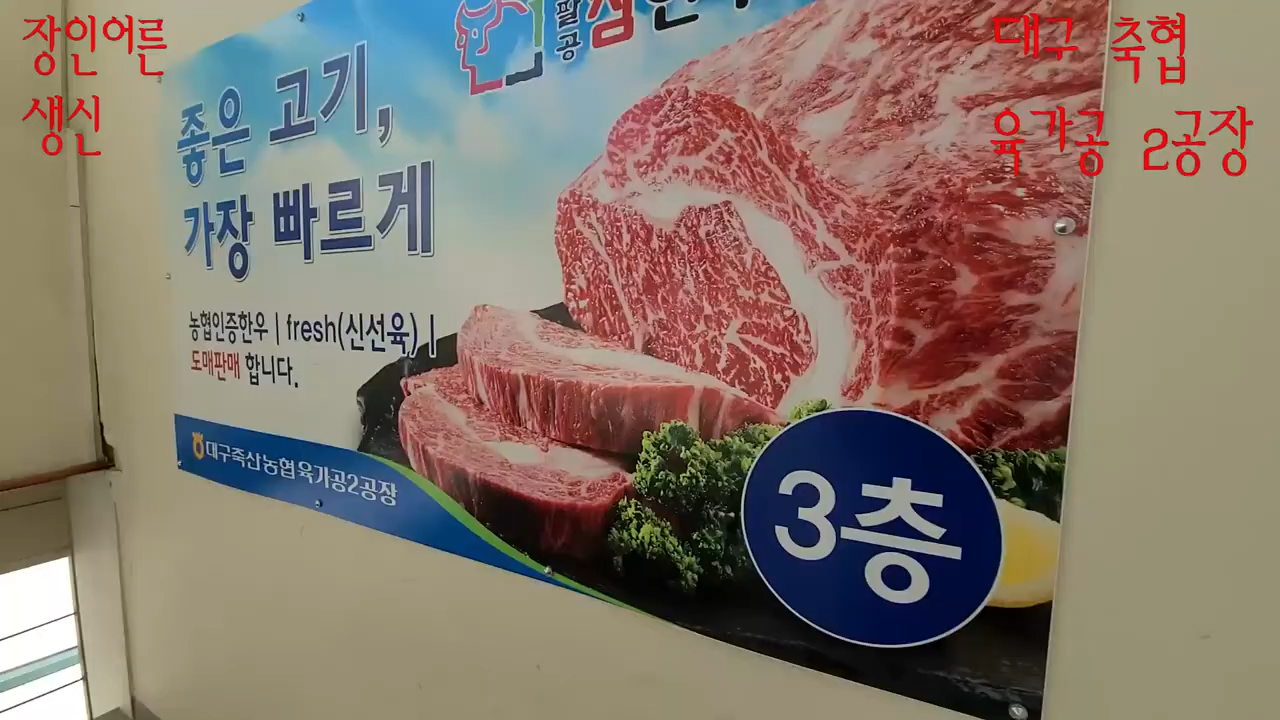 장인어른
생신
대구 축협
육가공 2공장
팔공
좋은 고기,
가장 빠르게
농협인증한우 | fresh(신선육) |
도매판매 합니다.
대구축산농협육가공2공장
3층